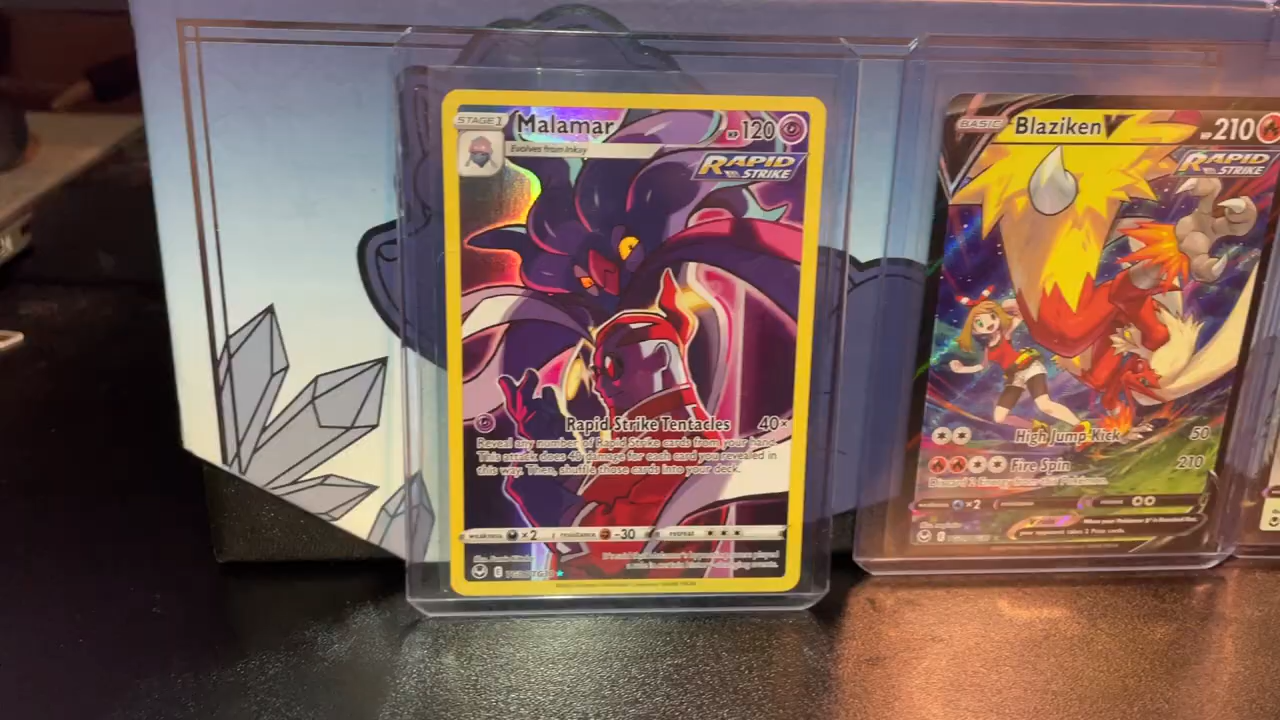 STAGE 1
Malamar
HP 120
Evolves from Inkay
RAPID
STRIKE
Rapid Strike Tentacles 40×
Reveal any number of Rapid Strike cards from your hand.
This attack does 40 damage for each card you revealed in
this way. Then, shuffle those cards into your deck.
weakness ×2 resistance -30 retreat
E
BASIC
Blaziken V
HP 210
RAPID
STRIKE
High Jump Kick 50
Fire Spin 210
Discard 2 Energy from this Pokémon.
weakness ×2